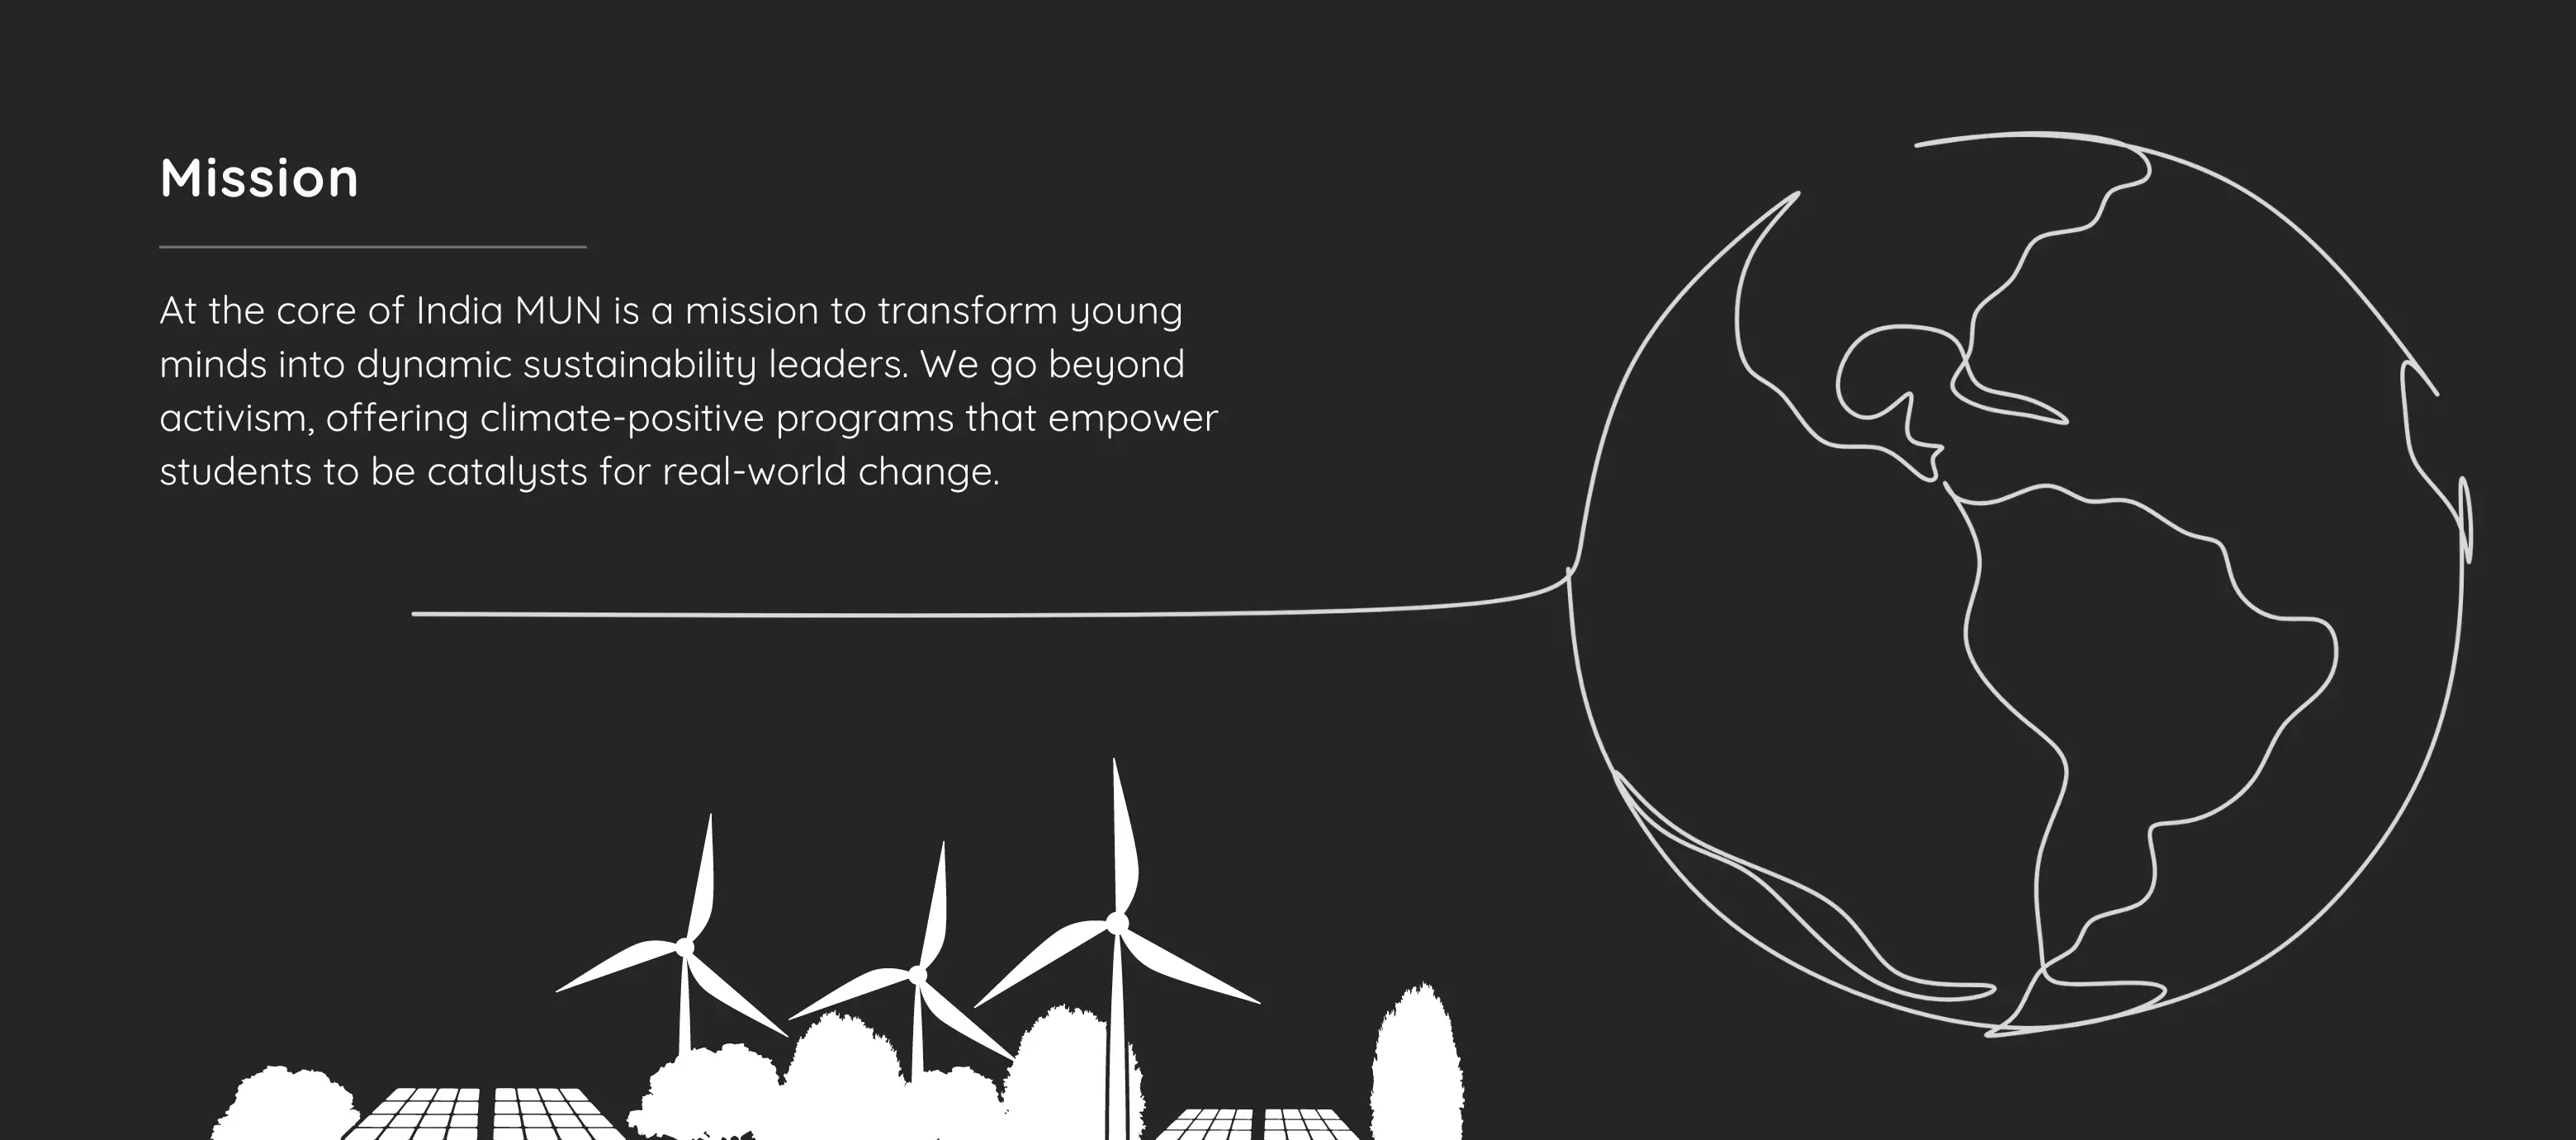 Mission
At the core of India MUN is a mission to transform young
minds into dynamic sustainability leaders. We go beyond
activism, offering climate-positive programs that empower
students to be catalysts for real-world change.